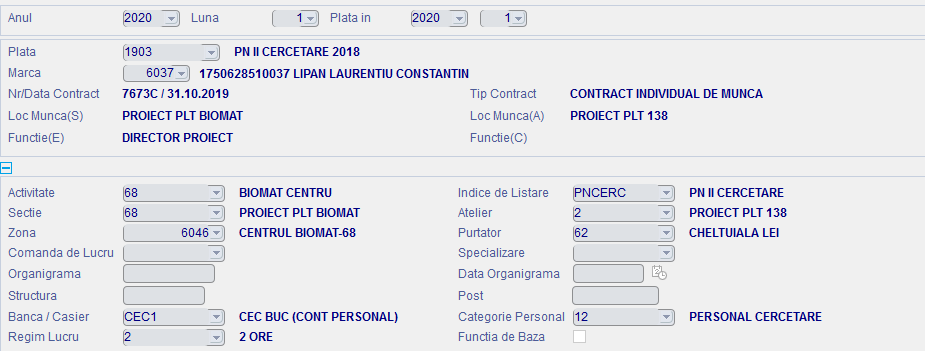 Anul 2020 Luna 1 Plata in 2020 1
Plata 1903 PN II CERCETARE 2018
Marca 6037 1750628510037 LIPAN LAURENTIU CONSTANTIN
Nr/Data Contract 7673C / 31.10.2019 Tip Contract CONTRACT INDIVIDUAL DE MUNCA
Loc Munca(S) PROIECT PLT BIOMAT Loc Munca(A) PROIECT PLT 138
Functie(E) DIRECTOR PROIECT Functie(C)
Activitate 68 BIOMAT CENTRU Indice de Listare PNCERC PN II CERCETARE
Sectie 68 PROIECT PLT BIOMAT Atelier 2 PROIECT PLT 138
Zona 6046 CENTRUL BIOMAT-68 Purtator 62 CHELTUIALA LEI
Comanda de Lucru Specializare
Organigrama Data Organigrama
Structura Post
Banca / Casier CEC1 CEC BUC (CONT PERSONAL) Categorie Personal 12 PERSONAL CERCETARE
Regim Lucru 2 2 ORE Functia de Baza